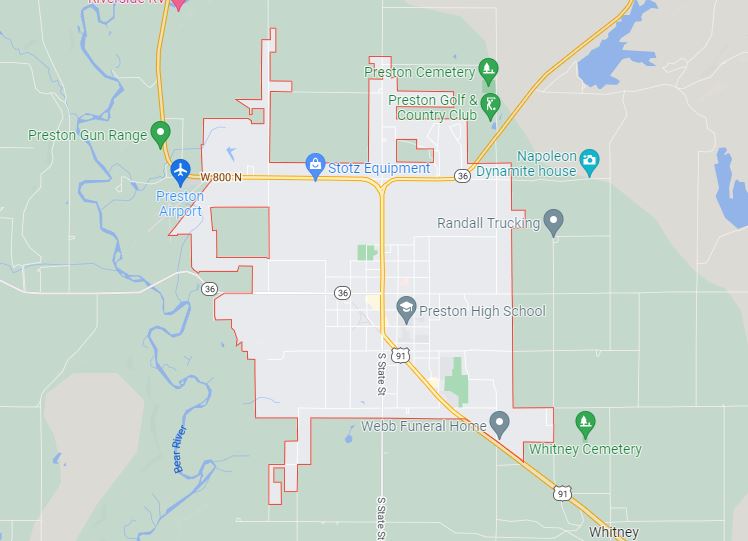 Riverside RV
Preston Cemetery
Preston Golf &
Country Club
Preston Gun Range
Napoleon
Dynamite house
Stotz Equipment
W 800 N
36
Preston
Airport
Randall Trucking
36
36
Preston High School
91
S State St
Webb Funeral Home
Bear River
Whitney Cemetery
91
S State St
Whitney